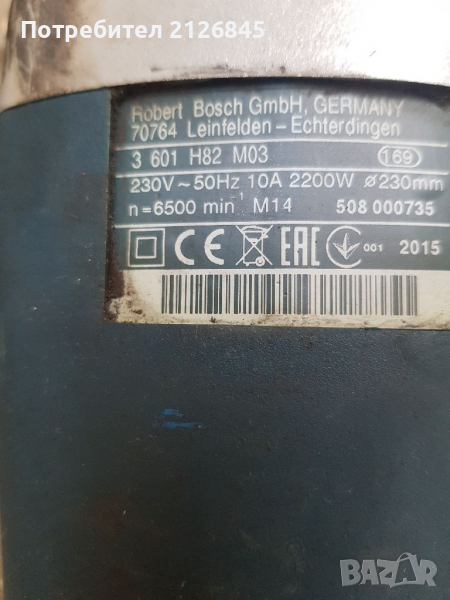 Потребител 2126845
Robert Bosch GmbH, GERMANY
70764 Leinfelden - Echterdingen
3 601 H82 M03 169
230V ~ 50Hz 10A 2200W ⌀230mm
n = 6500 min⁻¹ M14 508 000735
CE EAC 001 2015
BAZAR